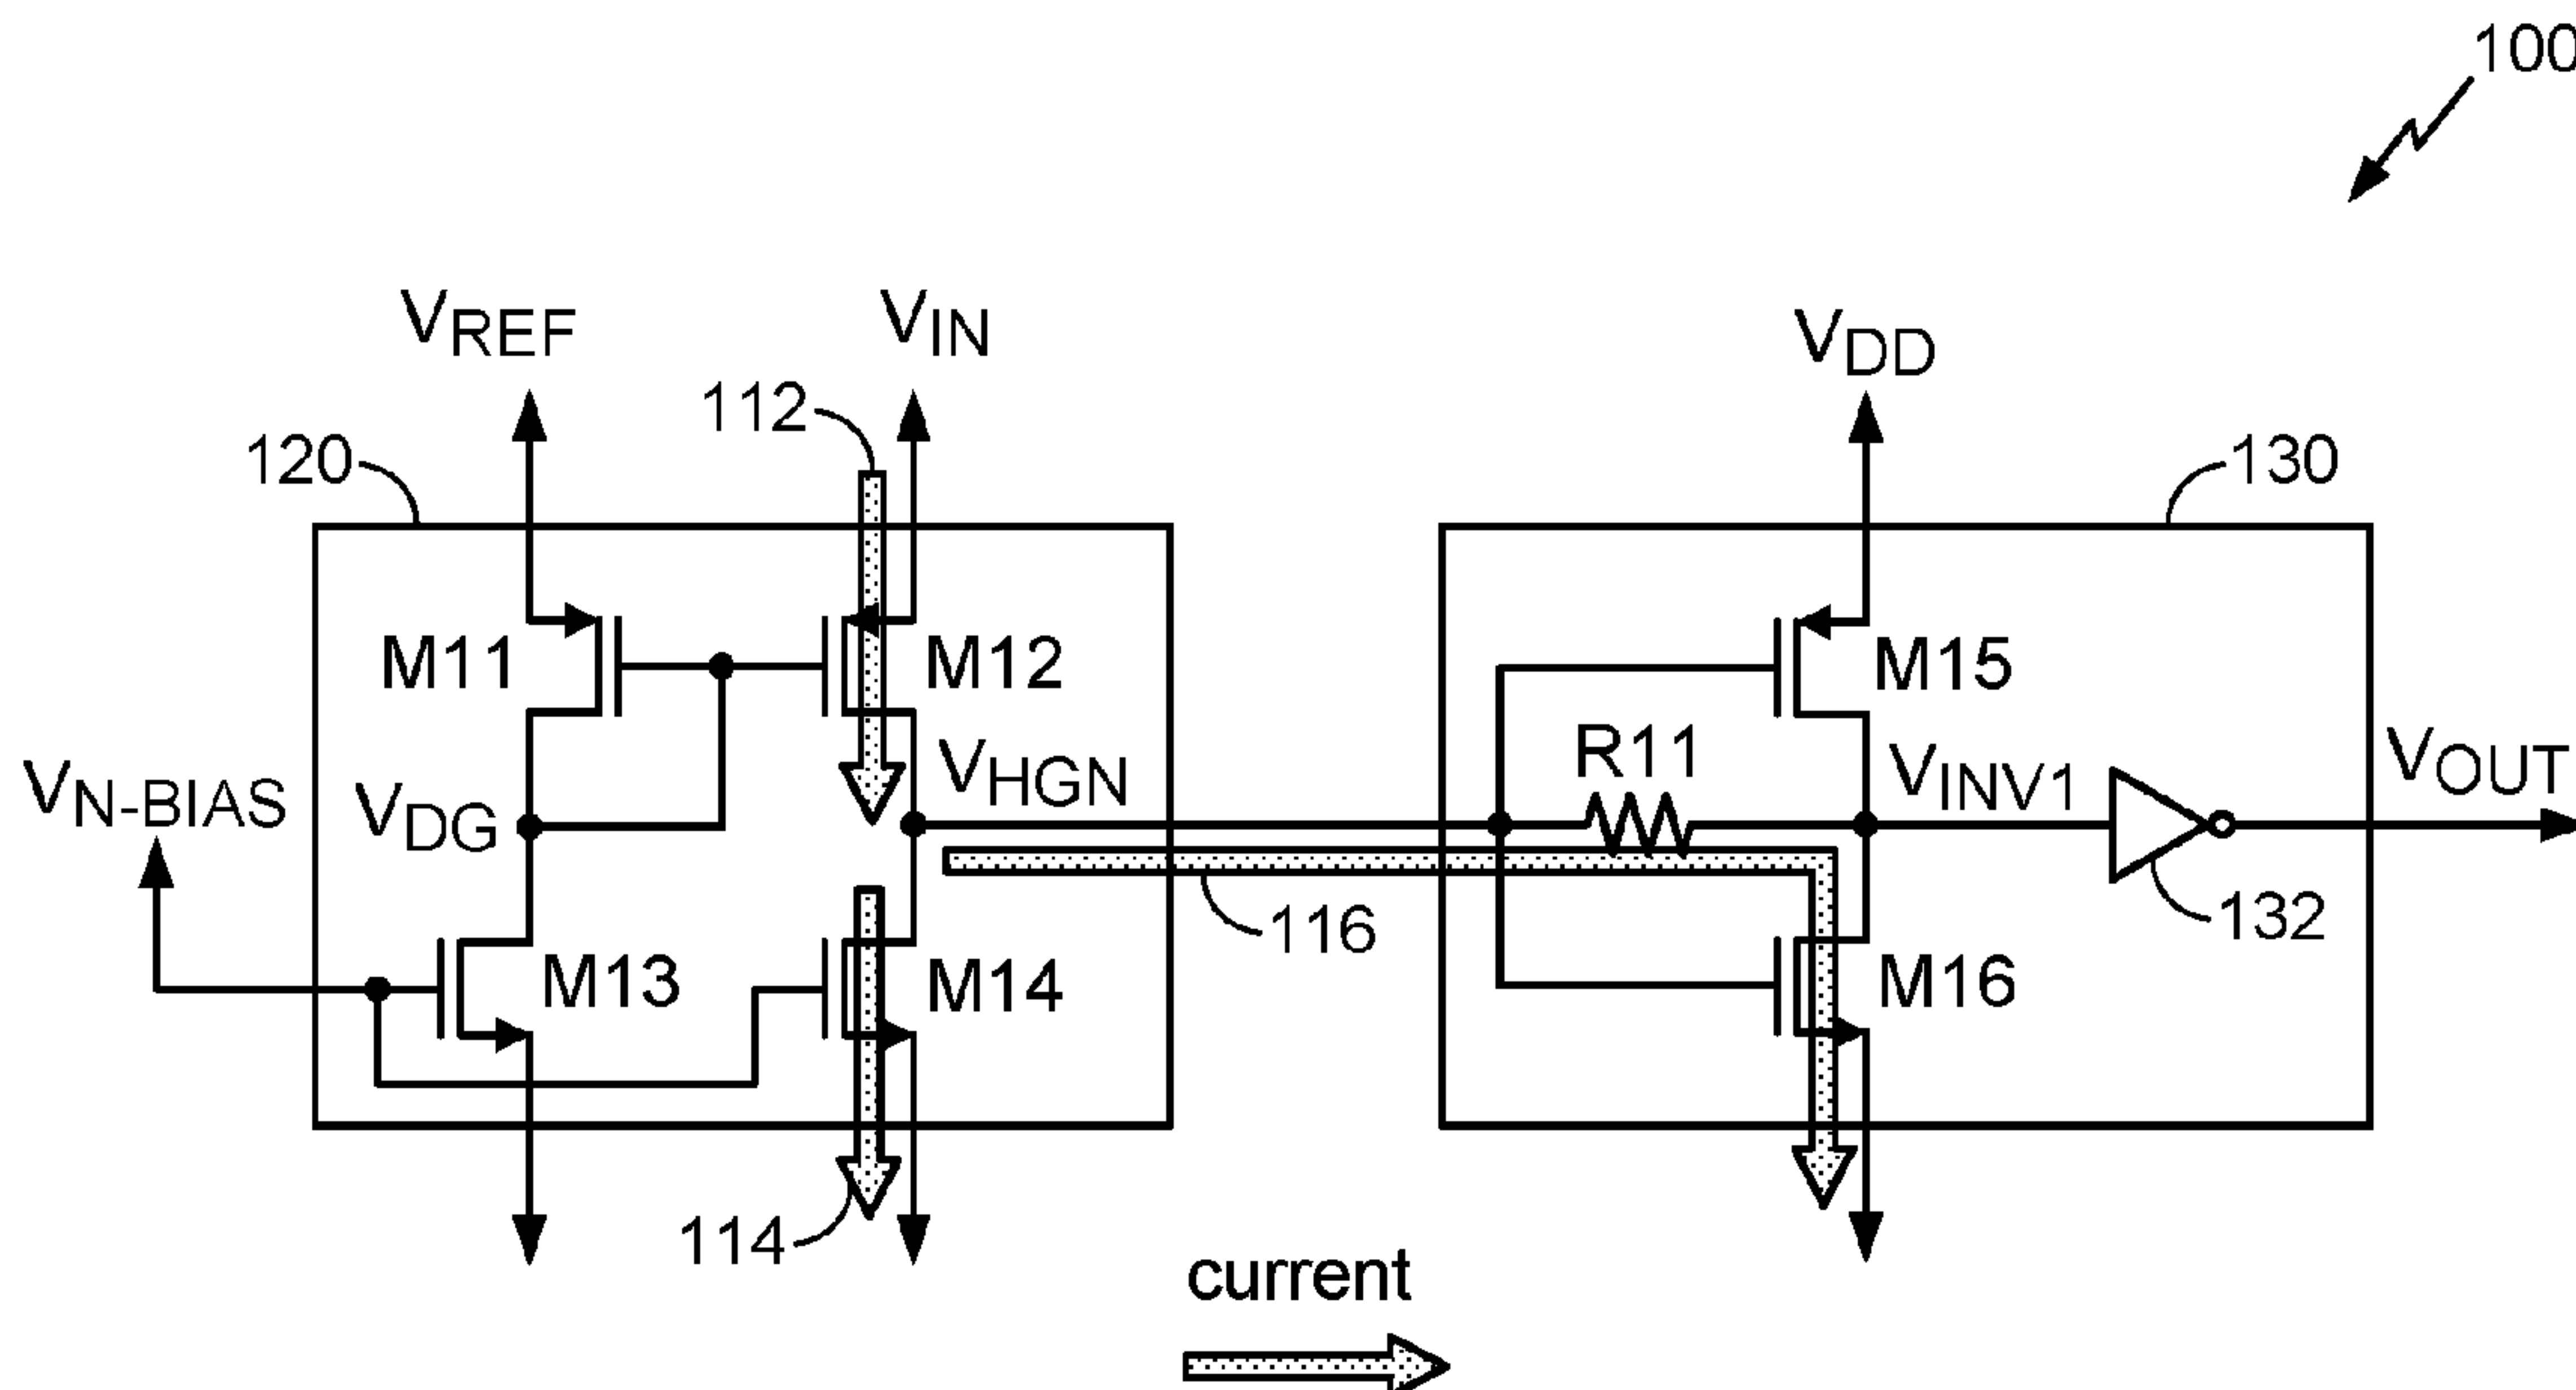 100
VREF
VIN
VDD
112
120
130
M11
M12
M15
R11
VN-BIAS
VDG
VHGN
VINV1
VOUT
116
132
M13
M14
M16
114
current